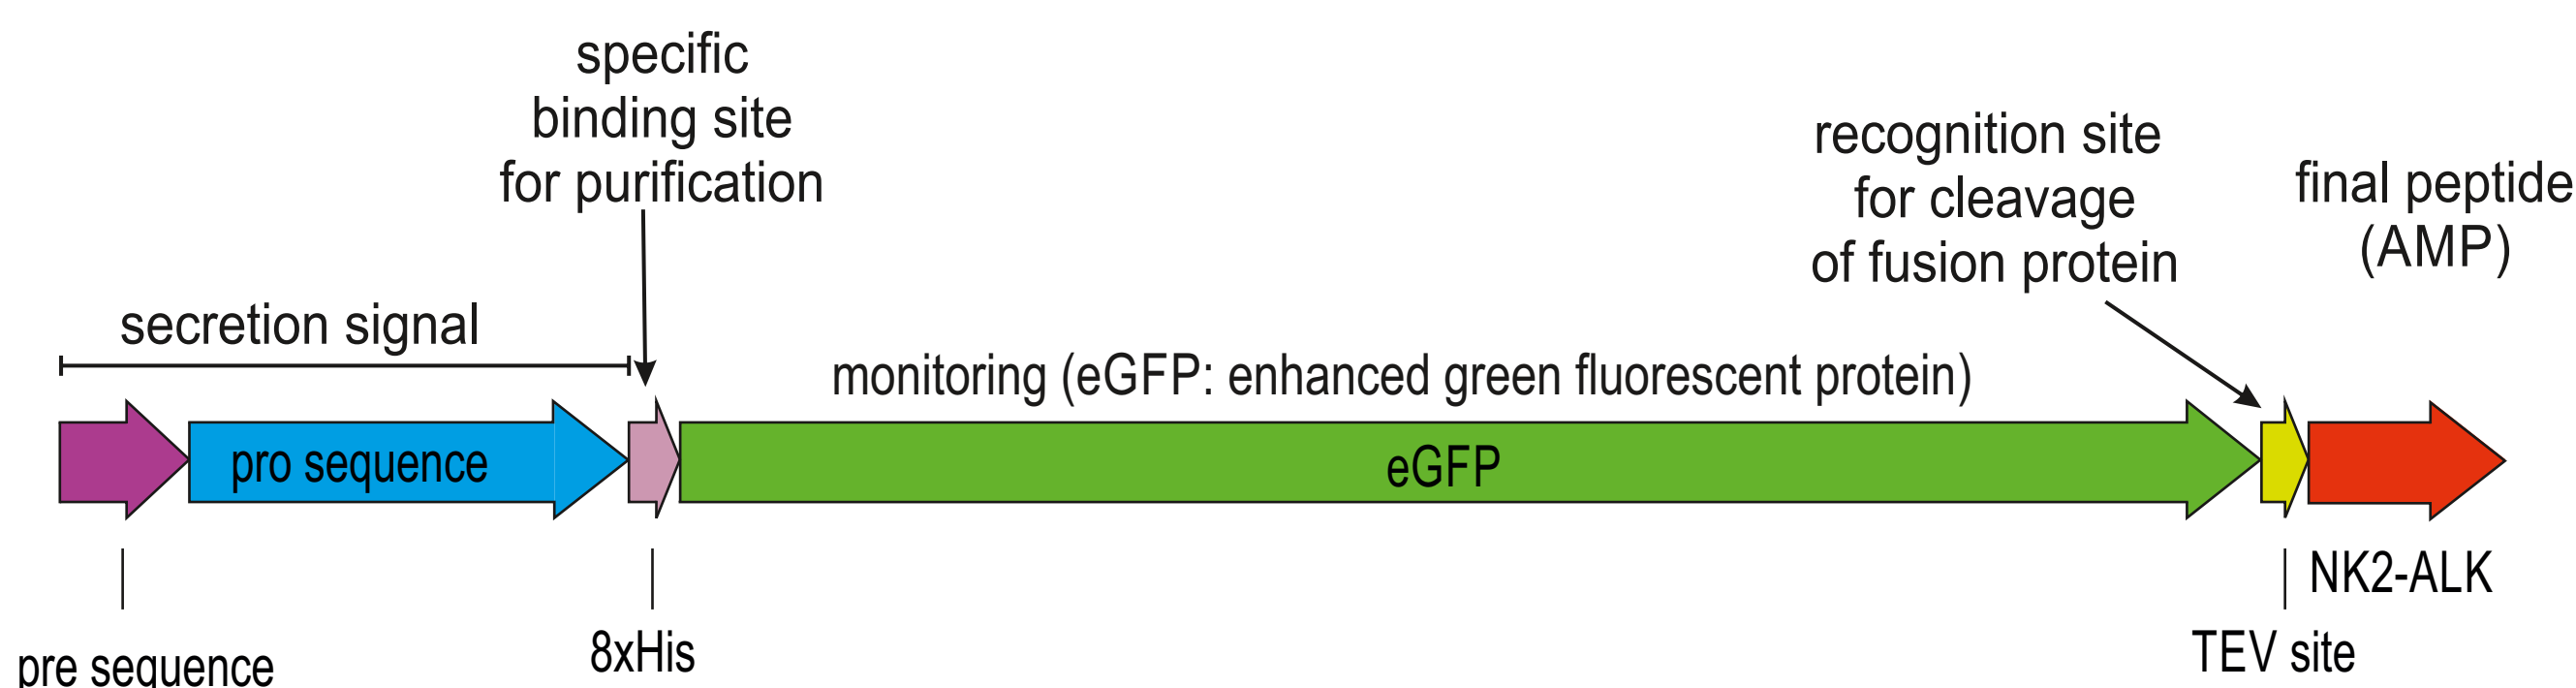 specific
binding site
for purification
recognition site
for cleavage
of fusion protein
final peptide
(AMP)
secretion signal
monitoring (eGFP: enhanced green fluorescent protein)
pro sequence
eGFP
NK2-ALK
pre sequence
8xHis
TEV site